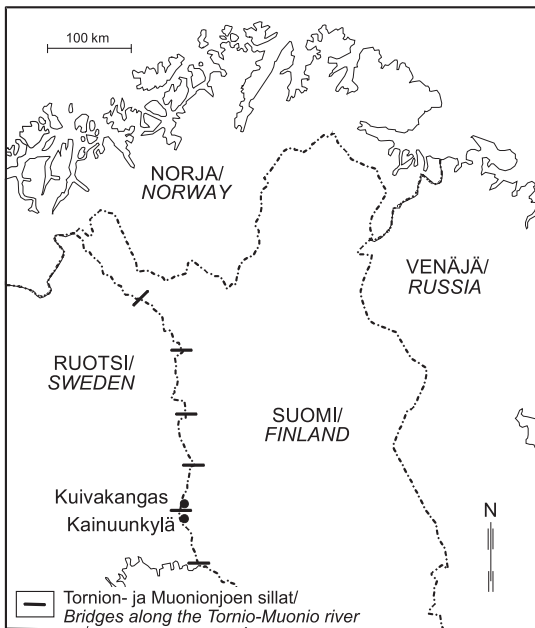 100 km
NORJA/
NORWAY
VENÄJÄ/
RUSSIA
RUOTSI/
SWEDEN
SUOMI/
FINLAND
Kuivakangas
Kainuunkylä
N
Tornion- ja Muonionjoen sillat/
Bridges along the Tornio-Muonio river